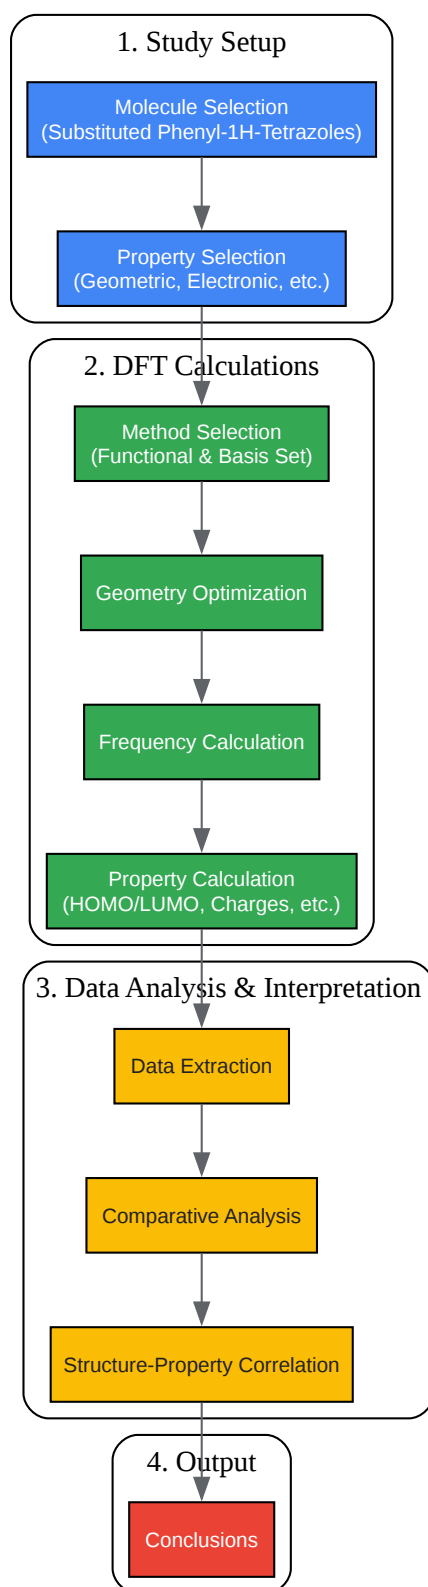 1. Study Setup
Molecule Selection
(Substituted Phenyl-1H-Tetrazoles)
Property Selection
(Geometric, Electronic, etc.)
2. DFT Calculations
Method Selection
(Functional & Basis Set)
Geometry Optimization
Frequency Calculation
Property Calculation
(HOMO/LUMO, Charges, etc.)
3. Data Analysis & Interpretation
Data Extraction
Comparative Analysis
Structure-Property Correlation
4. Output
Conclusions